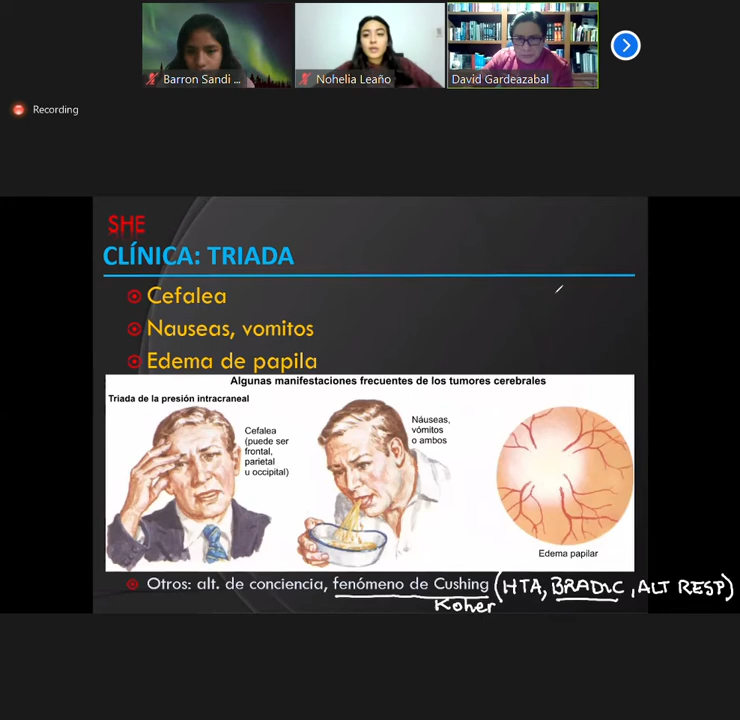 Barron Sandi ...
Nohelia Leaño
David Gardeazabal
Recording
SHE
CLÍNICA: TRIADA
Cefalea
Nauseas, vomitos
Edema de papila
Algunas manifestaciones frecuentes de los tumores cerebrales
Triada de la presión intracraneal
Cefalea
(puede ser
frontal,
parietal
u occipital)
Náuseas,
vómitos
o ambos
Edema papilar
Otros: alt. de conciencia, fenómeno de Cushing (HTA, BRADIC, ALT RESP)
Koher